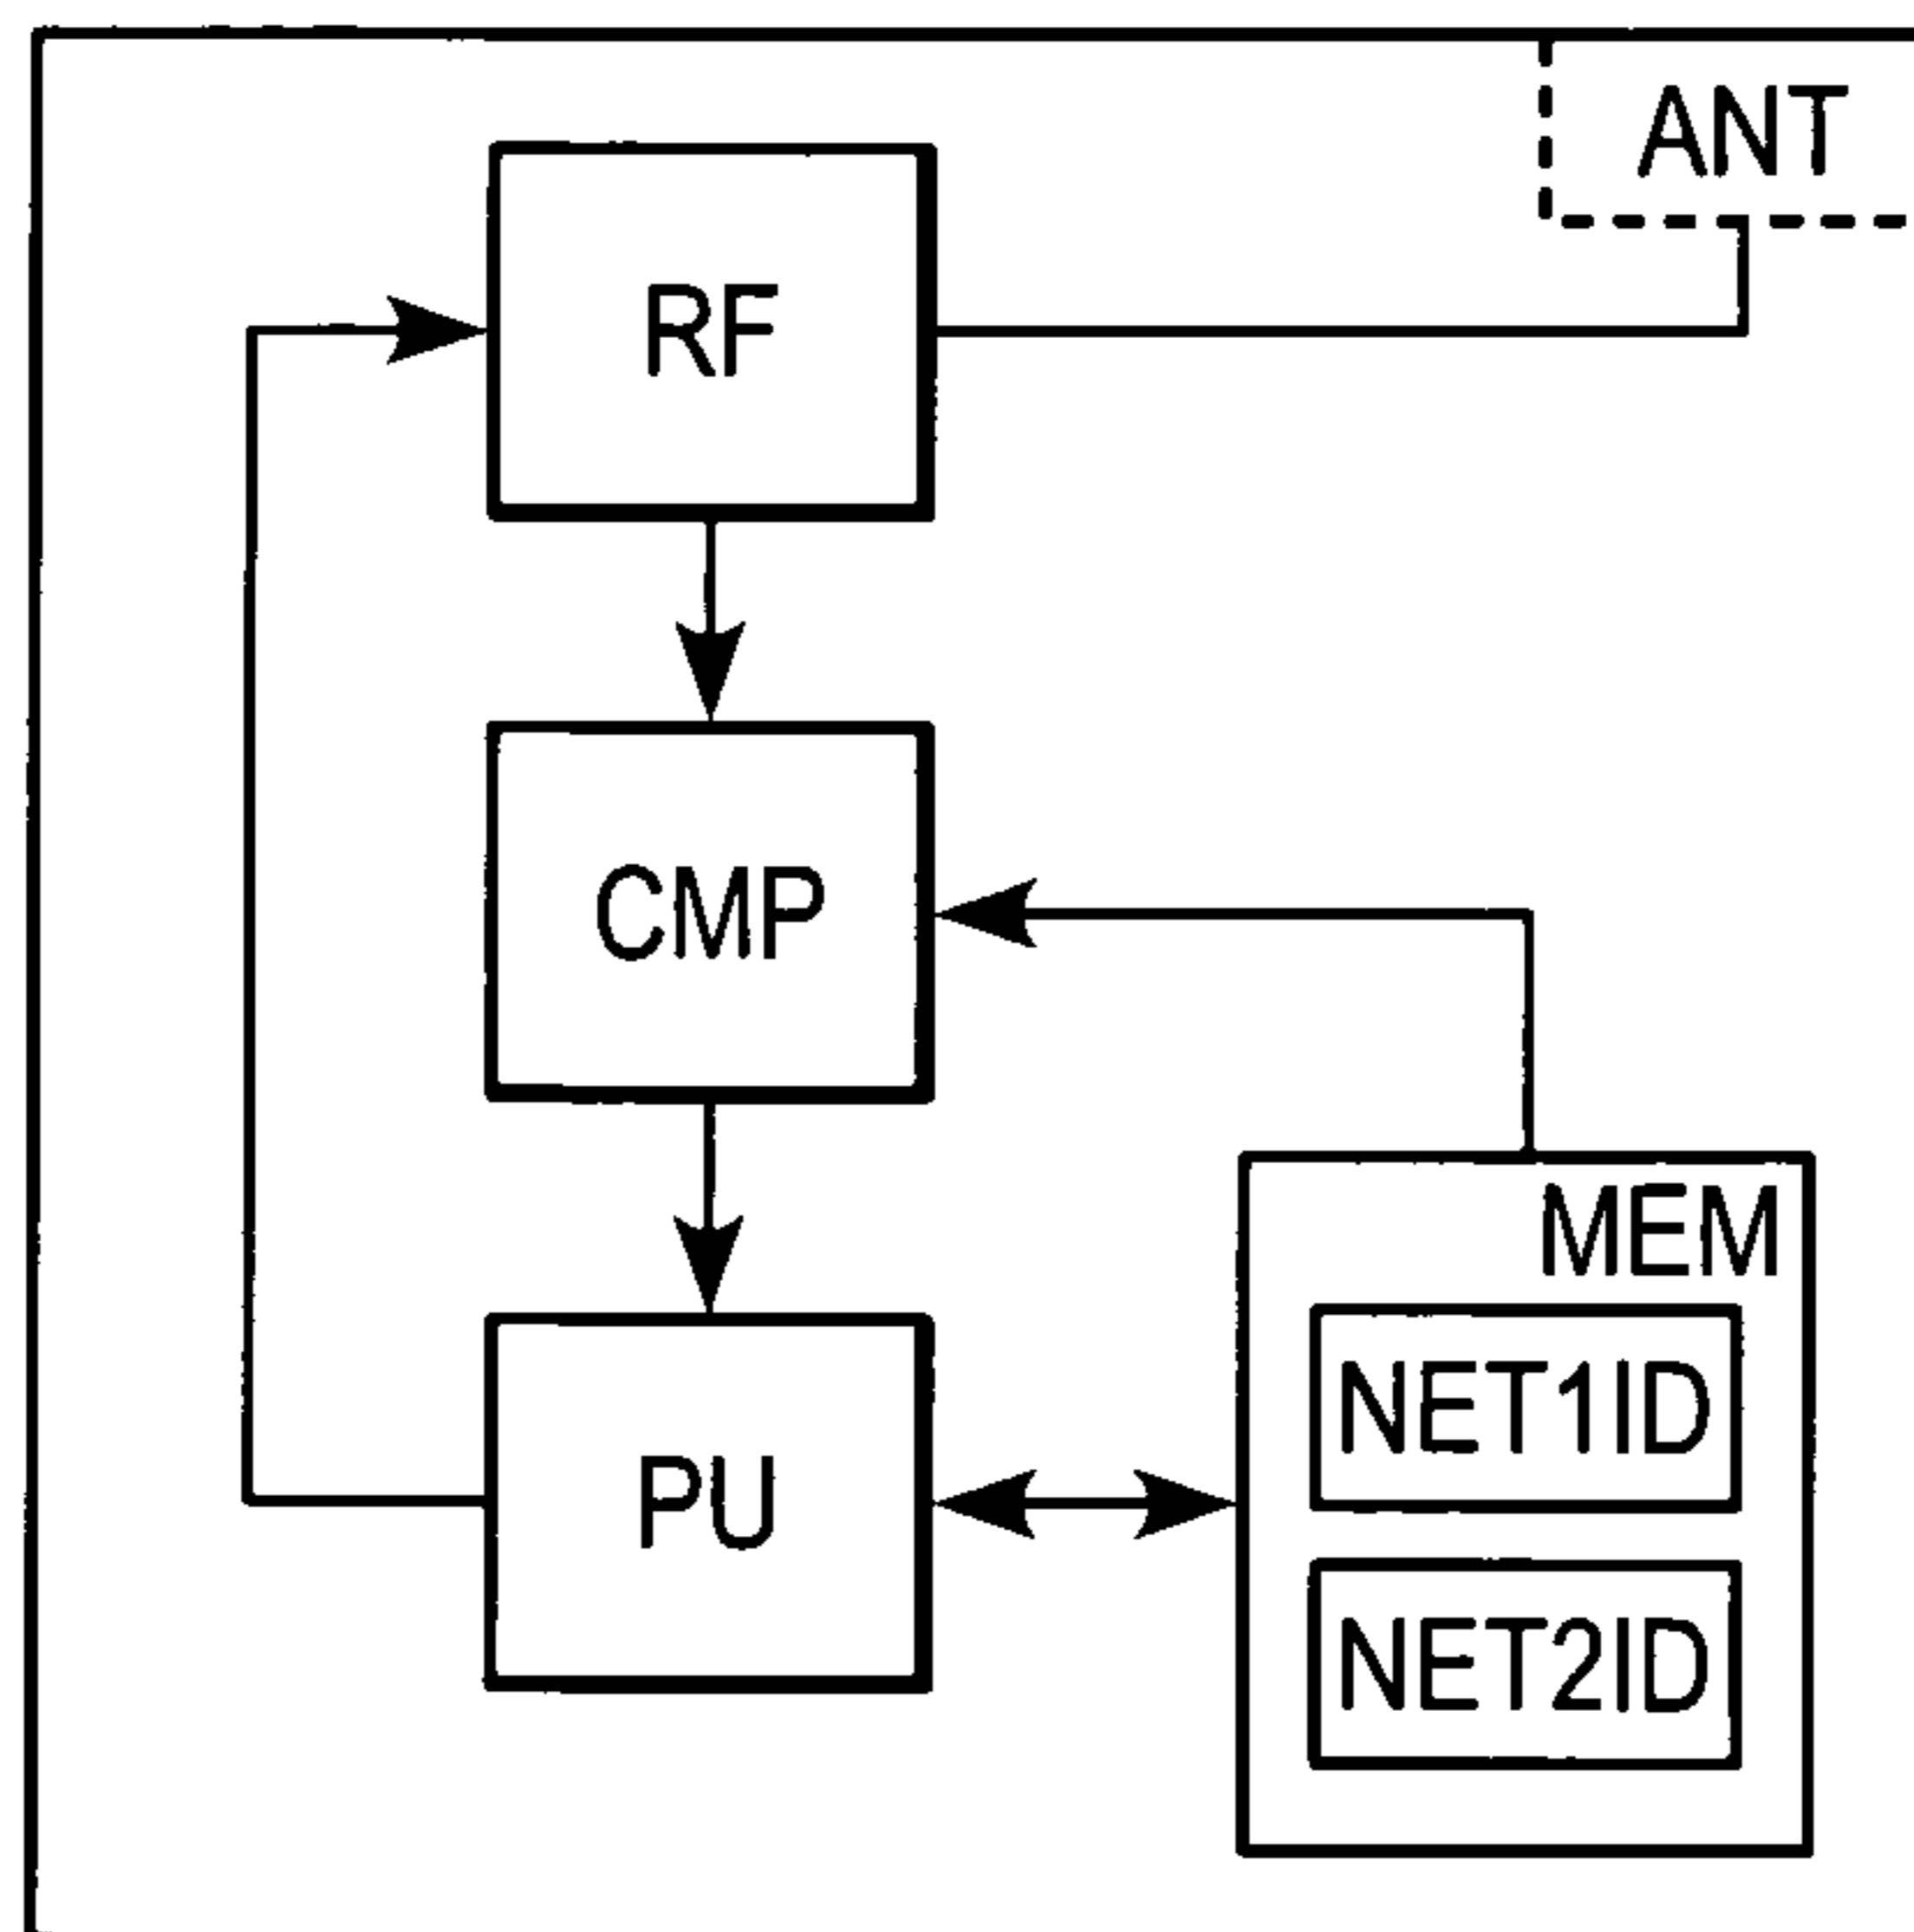 ANT
RF
CMP
MEM
NET1ID
PU
NET2ID